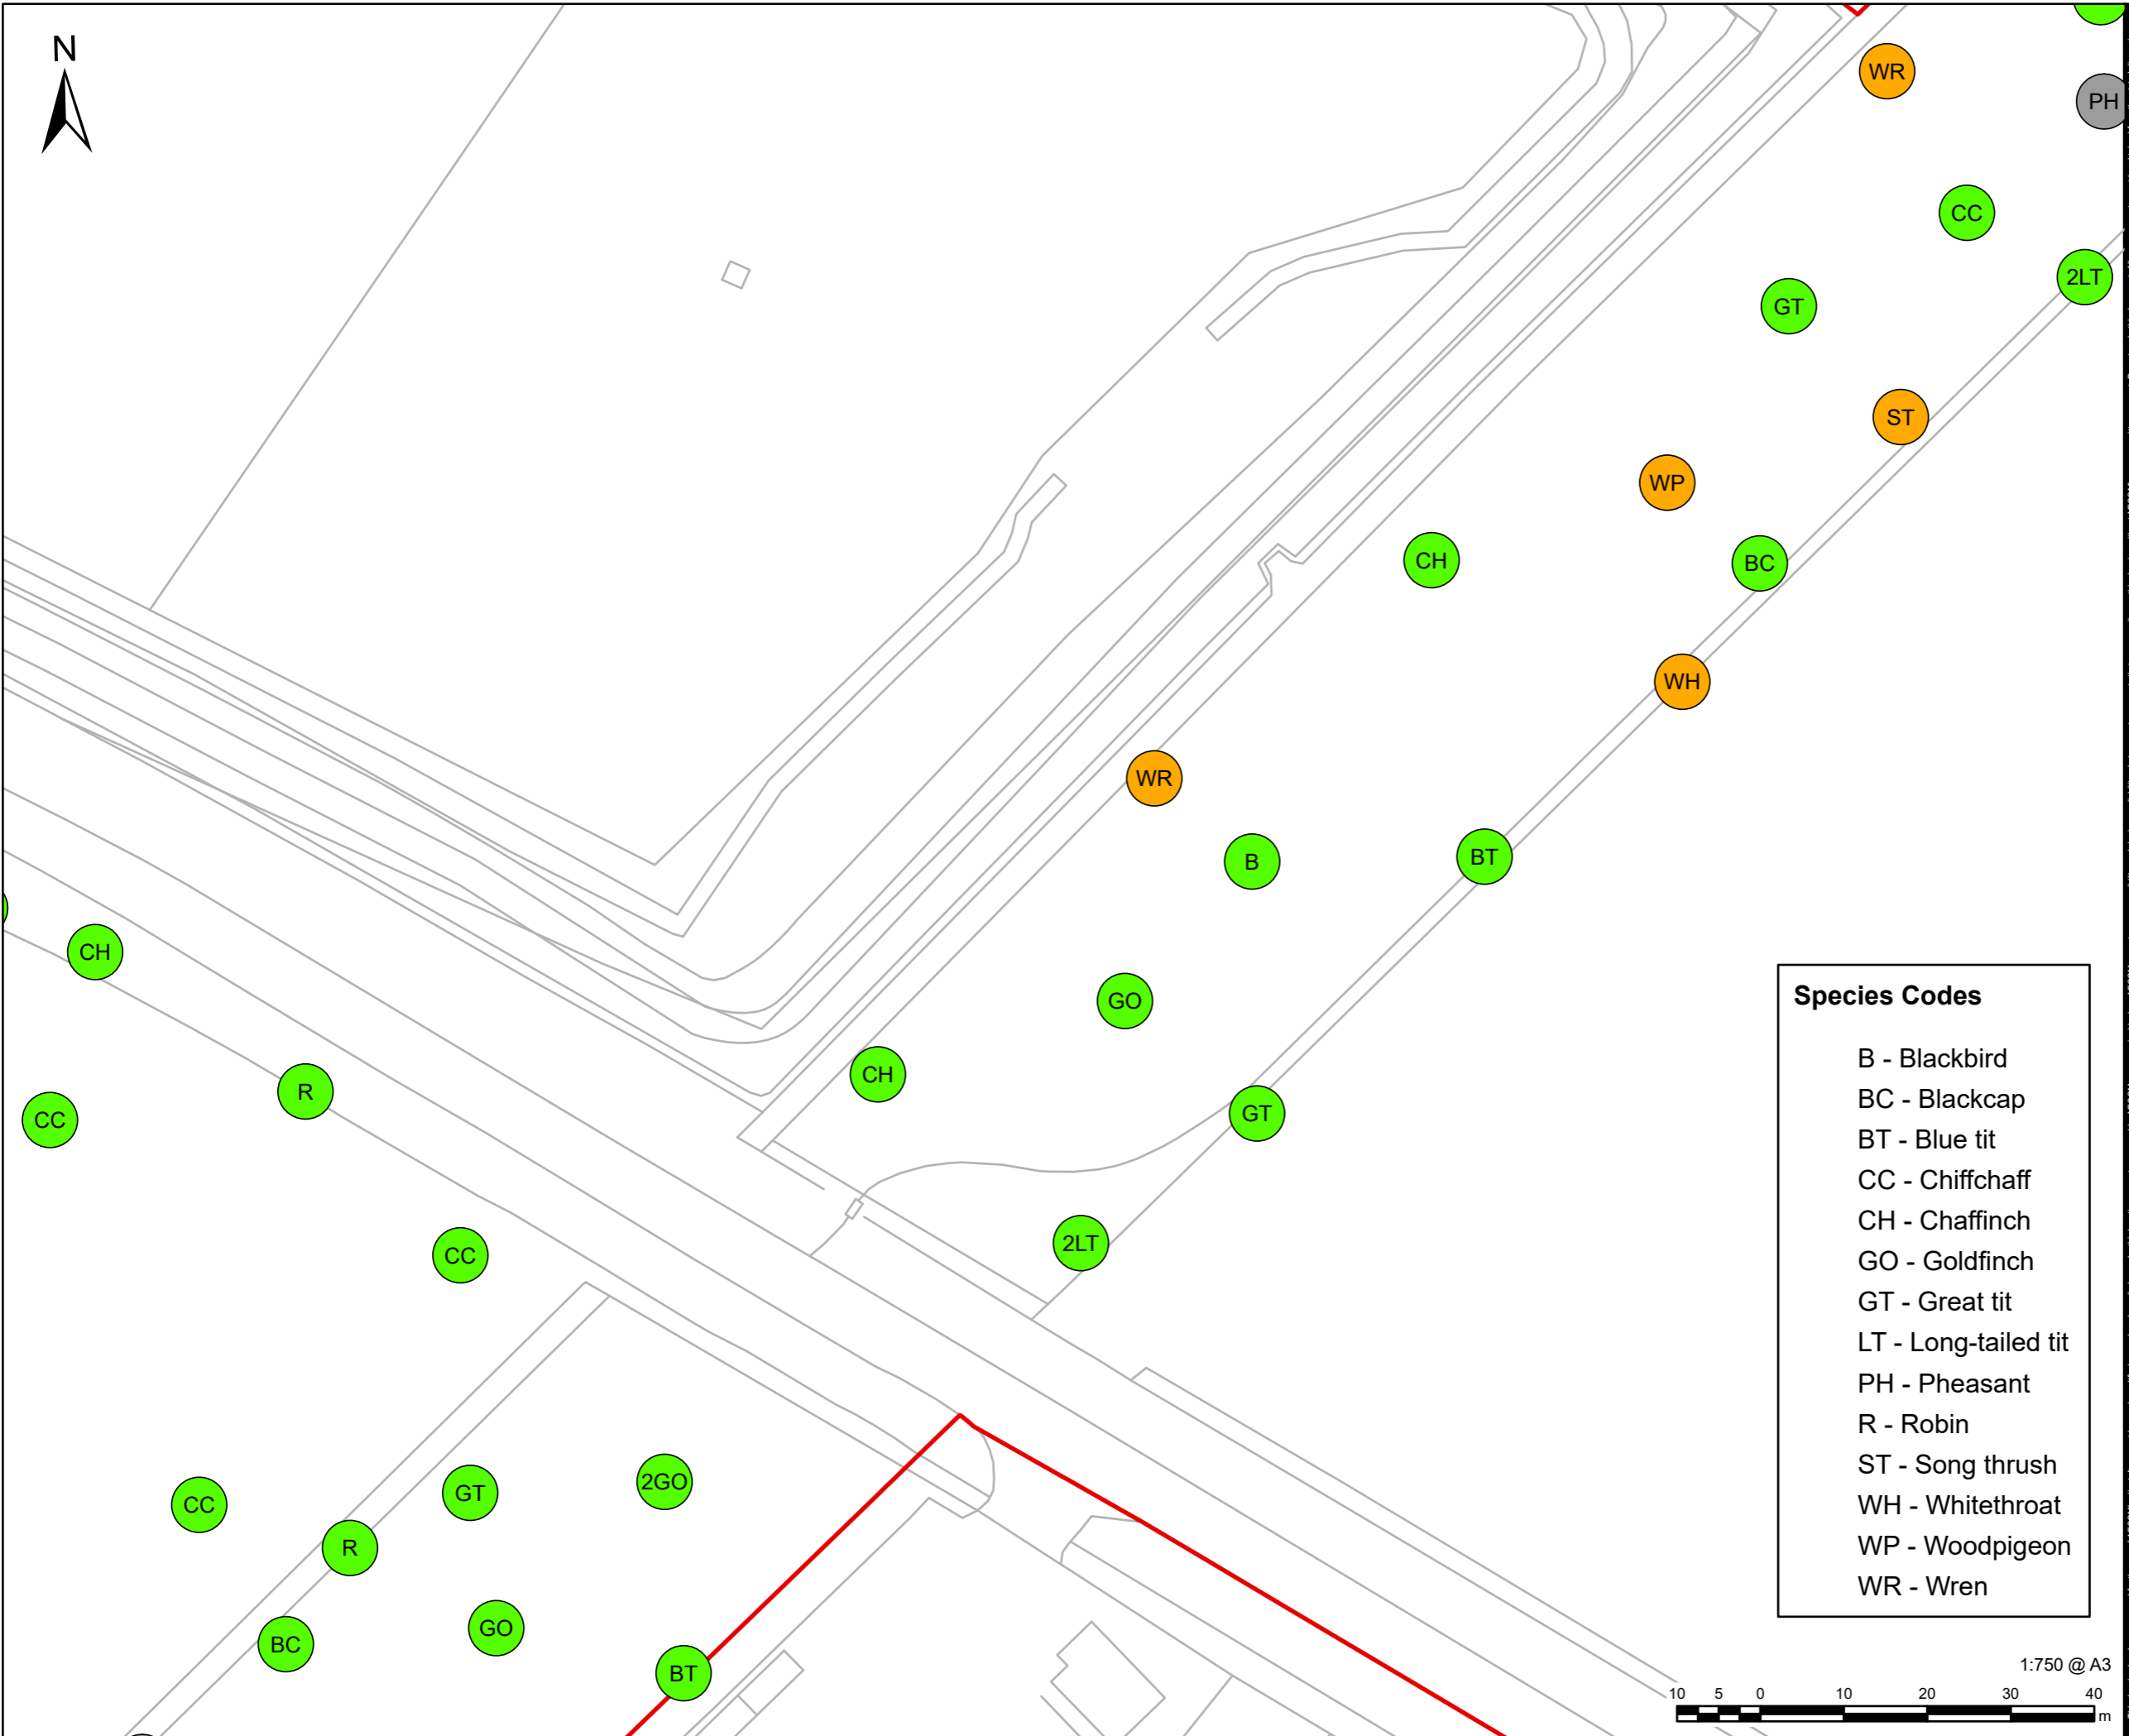 N
WR
PH
CC
2LT
GT
ST
WP
CH
BC
WH
WR
B
BT
CH
GO
CH
R
GT
CC
2LT
CC
2GO
GT
CC
R
GO
BC
BT
Species Codes
B - Blackbird
BC - Blackcap
BT - Blue tit
CC - Chiffchaff
CH - Chaffinch
GO - Goldfinch
GT - Great tit
LT - Long-tailed tit
PH - Pheasant
R - Robin
ST - Song thrush
WH - Whitethroat
WP - Woodpigeon
WR - Wren
1:750 @ A3
10 5 0 10 20 30 40
m